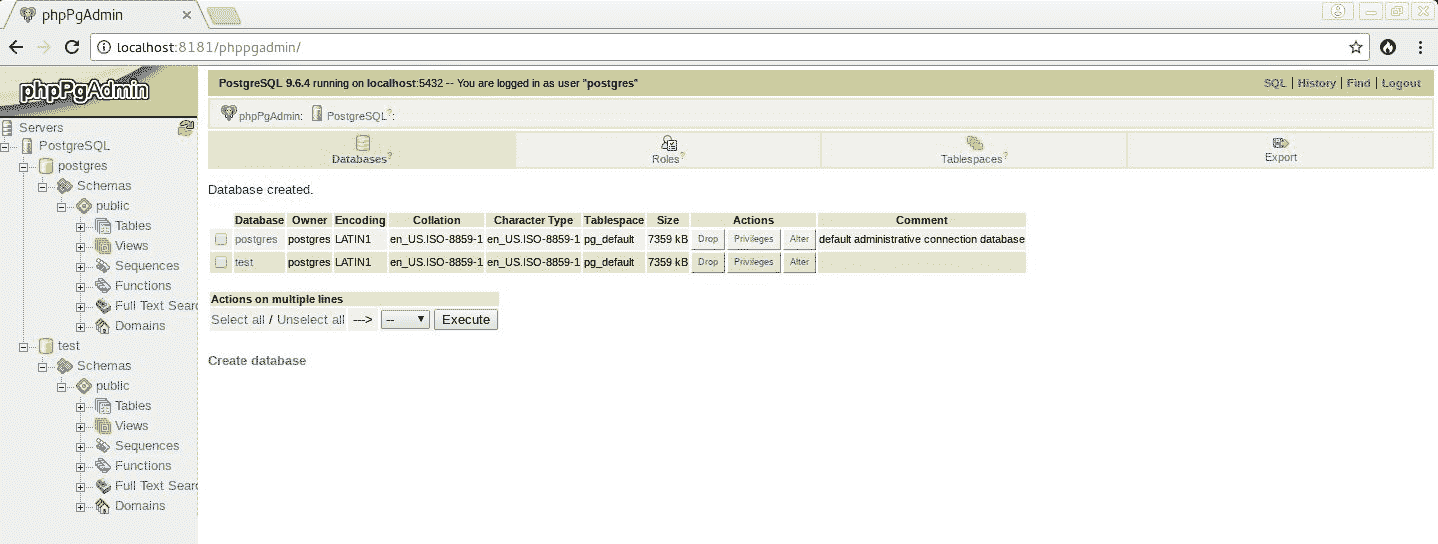 phpPgAdmin
localhost:8181/phppgadmin/
phpPgAdmin
PostgreSQL 9.6.4 running on localhost:5432 -- You are logged in as user "postgres"
SQL | History | Find | Logout
phpPgAdmin: PostgreSQL?:
Databases? Roles? Tablespaces? Export
Servers
PostgreSQL
postgres
Schemas
public
Tables
Views
Sequences
Functions
Full Text Sear
Domains
test
Schemas
public
Tables
Views
Sequences
Functions
Full Text Sear
Domains
Database created.
Database Owner Encoding Collation Character Type Tablespace Size Actions Comment
postgres postgres LATIN1 en_US.ISO-8859-1 en_US.ISO-8859-1 pg_default 7359 kB Drop Privileges Alter default administrative connection database
test postgres LATIN1 en_US.ISO-8859-1 en_US.ISO-8859-1 pg_default 7359 kB Drop Privileges Alter
Actions on multiple lines
Select all / Unselect all ---> -- Execute
Create database